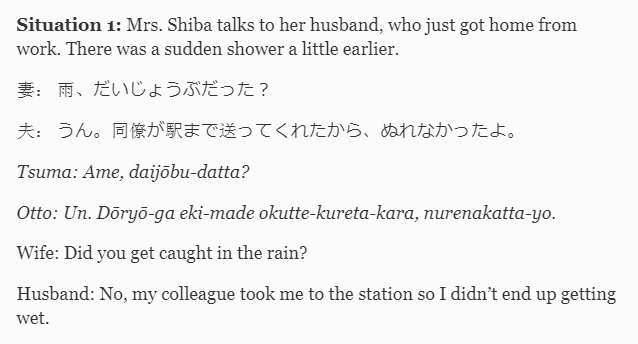 Situation 1: Mrs. Shiba talks to her husband, who just got home from
work. There was a sudden shower a little earlier.
妻： 雨、だいじょうぶだった？
夫： うん。同僚が駅まで送ってくれたから、ぬれなかったよ。
Tsuma: Ame, daijōbu-datta?
Otto: Un. Dōryō-ga eki-made okutte-kureta-kara, nurenakatta-yo.
Wife: Did you get caught in the rain?
Husband: No, my colleague took me to the station so I didn’t end up getting
wet.